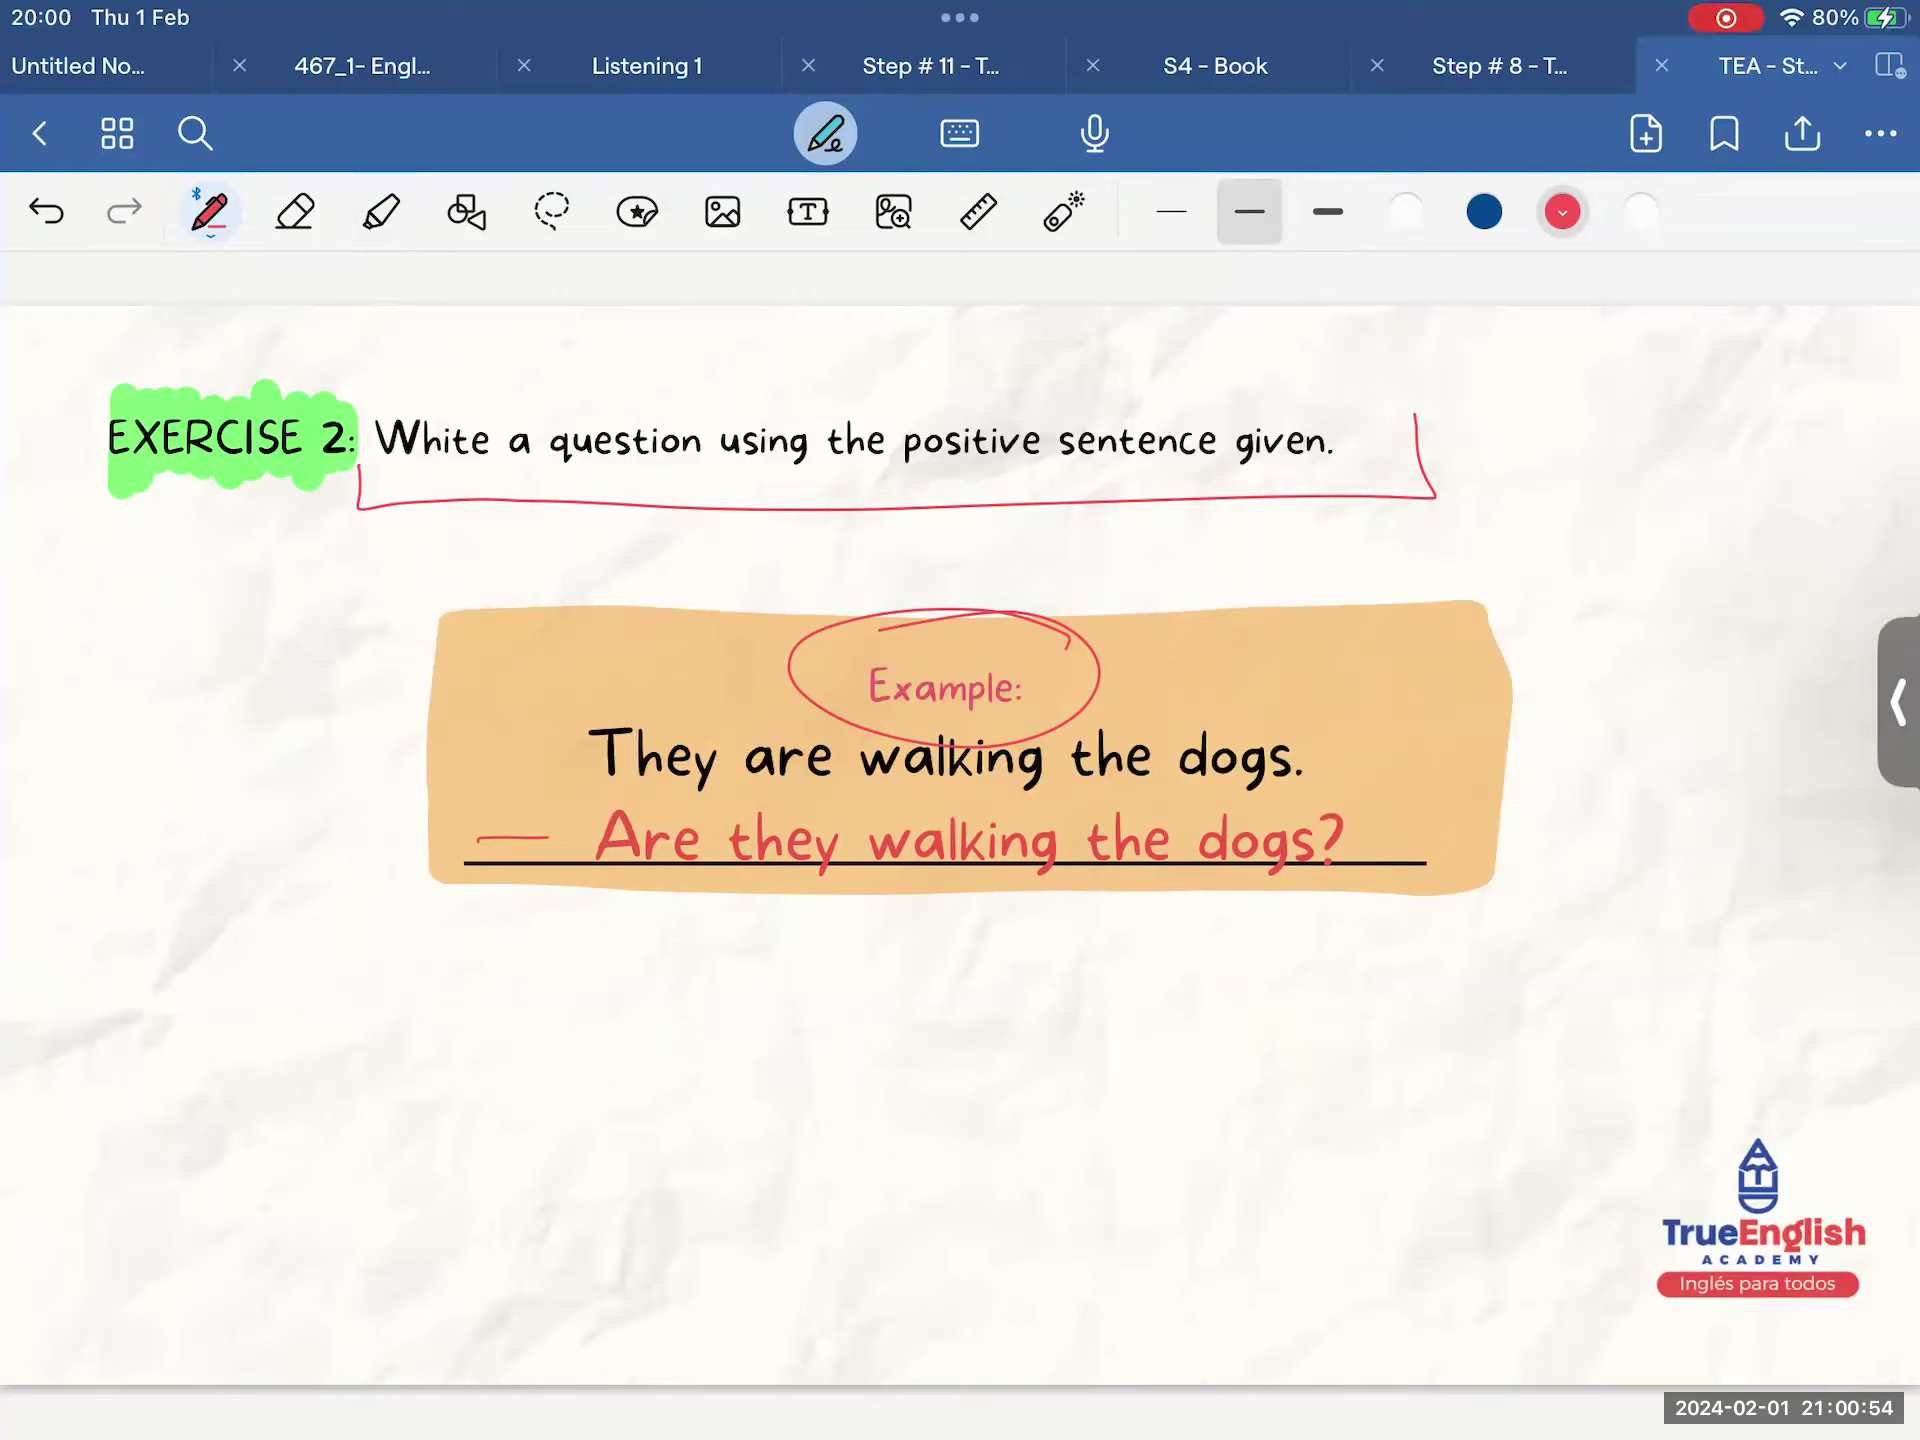 20:00 Thu 1 Feb
80%
Untitled No...
467_1- Engl...
Listening 1
Step # 11 - T...
S4 - Book
Step # 8 - T...
TEA - St...
EXERCISE 2: White a question using the positive sentence given.
Example:
They are walking the dogs.
Are they walking the dogs?
TrueEnglish
ACADEMY
Inglés para todos
2024-02-01 21:00:54